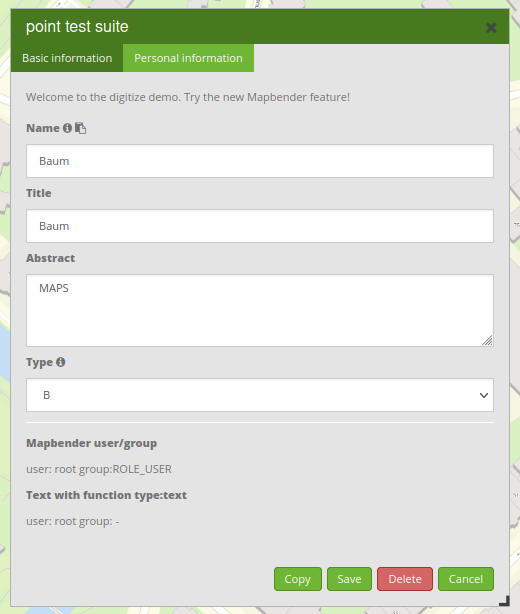 point test suite
Basic information Personal information
Welcome to the digitize demo. Try the new Mapbender feature!
Name
Baum
Title
Baum
Abstract
MAPS
Type
B
Mapbender user/group
user: root group:ROLE_USER
Text with function type:text
user: root group: -
Copy Save Delete Cancel